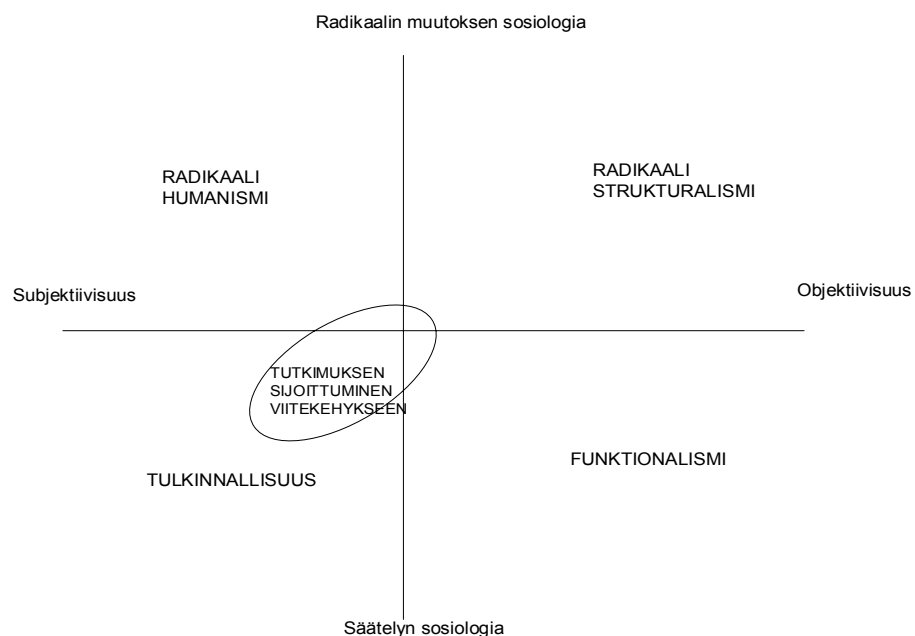 Radikaalin muutoksen sosiologia
RADIKAALI
HUMANISMI
RADIKAALI
STRUKTURALISMI
Subjektiivisuus
Objektiivisuus
TUTKIMUKSEN
SIJOITTUMINEN
VIITEKEHYKSEEN
TULKINNALLISUUS
FUNKTIONALISMI
Säätelyn sosiologia